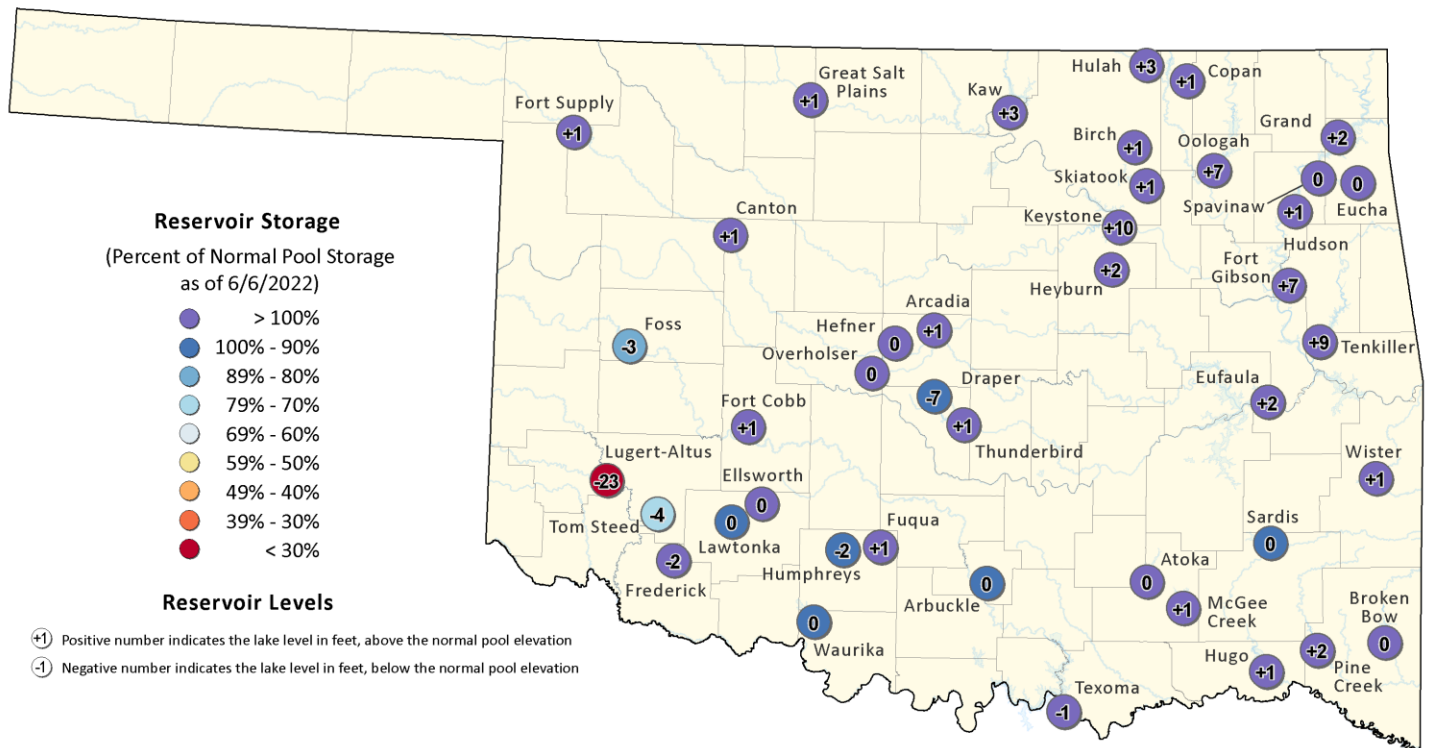 Great Salt
Plains
+1
Hulah
+3
+1
Copan
Kaw
+3
Fort Supply
+1
Grand
+2
Birch
+1
Oologah
+7
Skiatook
+1
Spavinaw
0
0
Eucha
+1
Hudson
Canton
+1
Keystone
+10
Heyburn
+2
Fort
Gibson
+7
Reservoir Storage
(Percent of Normal Pool Storage
as of 6/6/2022)
> 100%
100% - 90%
89% - 80%
79% - 70%
69% - 60%
59% - 50%
49% - 40%
39% - 30%
< 30%
Foss
-3
Arcadia
+1
Hefner
0
Overholser
0
+9
Tenkiller
Draper
-7
Eufaula
+2
Fort Cobb
+1
+1
Thunderbird
Lugert-Altus
-23
Ellsworth
0
Wister
+1
Tom Steed
-4
0
Lawtonka
Fuqua
+1
-2
Humphreys
Sardis
0
-2
Frederick
Arbuckle
0
Atoka
0
+1
McGee
Creek
Broken
Bow
0
0
Waurika
Hugo
+1
+2
Pine
Creek
Texoma
-1
Reservoir Levels
+1 Positive number indicates the lake level in feet, above the normal pool elevation
-1 Negative number indicates the lake level in feet, below the normal pool elevation